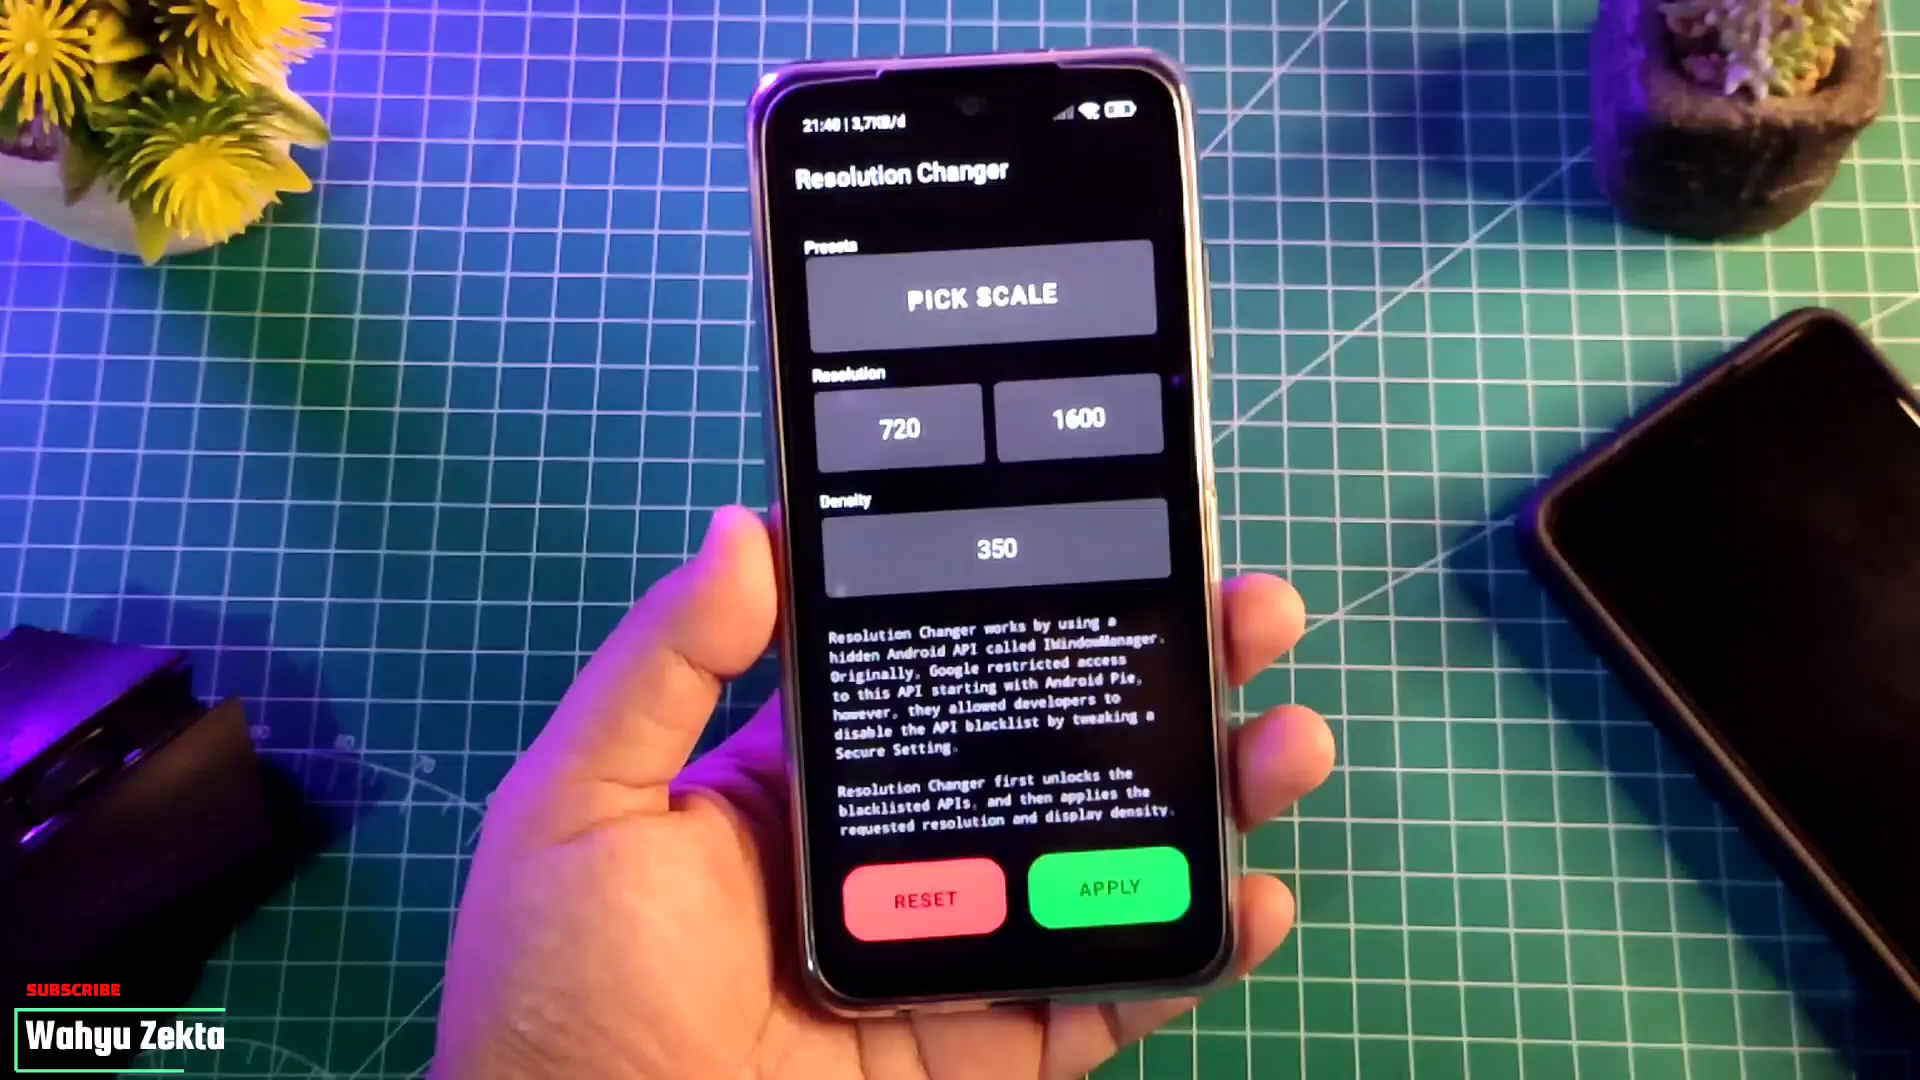 21:40 | 3,7KB/d
Resolution Changer
Presets
PICK SCALE
Resolution
720
1600
Density
350
Resolution Changer works by using a
hidden Android API called IWindowManager.
Originally, Google restricted access
to this API starting with Android Pie,
however, they allowed developers to
disable the API blacklist by tweaking a
Secure Setting.
Resolution Changer first unlocks the
blacklisted APIs, and then applies the
requested resolution and display density.
RESET
APPLY
SUBSCRIBE
Wahyu Zekta